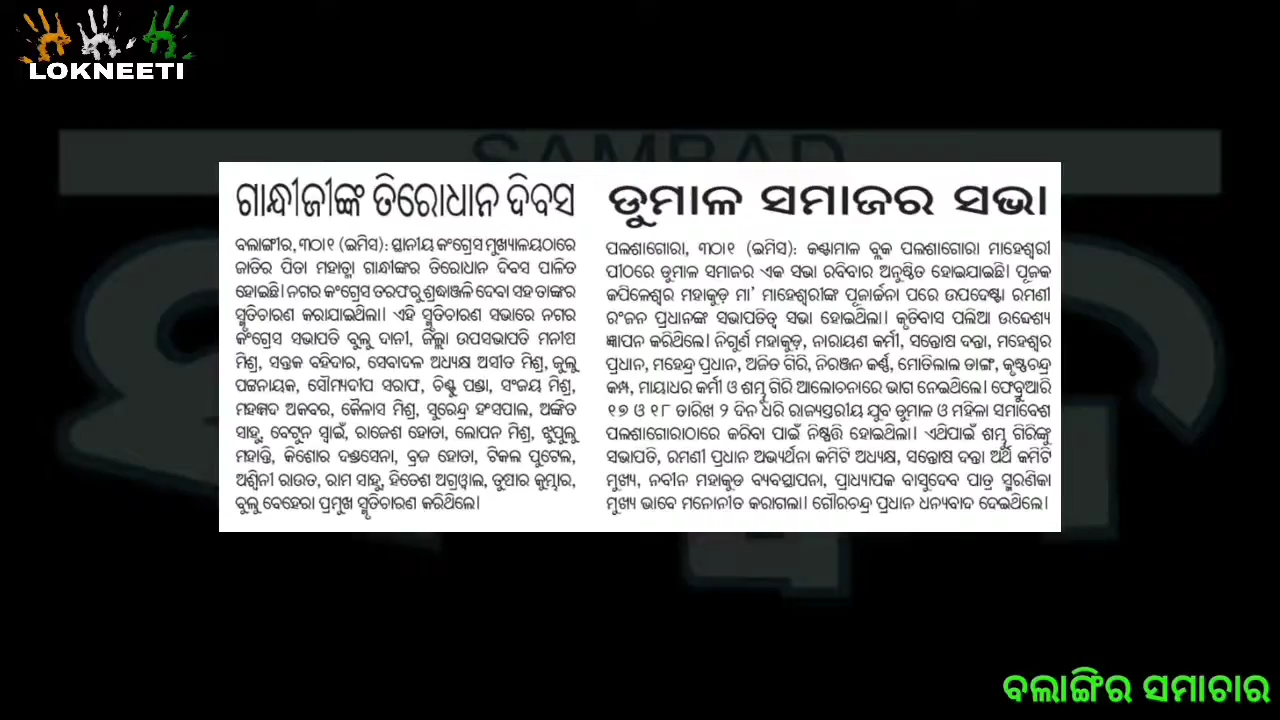 LOKNEETI
SAMBAD
ଗାନ୍ଧୀଜୀଙ୍କ ତିରୋଧାନ ଦିବସ
ବଲାଙ୍ଗୀର, ୩ଠା୧ (ଇମିସ): ସ୍ଥାନୀୟ କଂଗ୍ରେସ ମୁଖ୍ୟାଳୟଠାରେ
ଜାତିର ପିତା ମହାତ୍ମା ଗାନ୍ଧୀଙ୍କର ତିରୋଧାନ ଦିବସ ପାଳିତ
ହୋଇଛି। ନଗର କଂଗ୍ରେସ ତରଫରୁ ଶ୍ରଦ୍ଧାଞ୍ଜଳି ଦେବା ସହ ତାଙ୍କର
ସ୍ମୃତିଚାରଣ କରାଯାଇଥିଲା। ଏହି ସ୍ମୃତିଚାରଣ ସଭାରେ ନଗର
କଂଗ୍ରେସ ସଭାପତି ବୁଲୁ ଦାନୀ, ଜିଲ୍ଲା ଉପସଭାପତି ମନୀଷ
ମିଶ୍ର, ସନ୍ତକ ବହିଦାର, ସେବାଦଳ ଅଧ୍ୟକ୍ଷ ଅସୀତ ମିଶ୍ର, ଜୁଲୁ
ପଟ୍ଟନାୟକ, ସୌମ୍ୟଦୀପ ସରାଫ, ଚିଣ୍ଟୁ ପଣ୍ଡା, ସଂଜୟ ମିଶ୍ର,
ମହମ୍ମଦ ଅକବର, କୈଳାସ ମିଶ୍ର, ସୁରେନ୍ଦ୍ର ହଂସପାଲ, ଅଙ୍କିତ
ସାହୁ, ବେଟୁନ ସ୍ୱାଇଁ, ରାଜେଶ ହୋତା, ଲୋପନ ମିଶ୍ର, ଝୁପୁଲୁ
ମହାନ୍ତି, କିଶୋର ଦଣ୍ଡସେନା, ବ୍ରଜ ହୋତା, ଟିକଲ ପୁଟେଲ,
ଅଶ୍ୱିନୀ ରାଉତ, ରାମ ସାହୁ, ହିତେଶ ଅଗ୍ରୱାଲ, ତୁଷାର କୁମ୍ଭାର,
ବୁଲୁ ବେହେରା ପ୍ରମୁଖ ସ୍ମୃତିଚାରଣ କରିଥିଲେ।
ଡୁମାଳ ସମାଜର ସଭା
ପଳଶାଗୋରା, ୩ଠା୧ (ଇମିସ): କଣ୍ଟାମାଳ ବ୍ଲକ ପଳଶାଗୋରା ମାହେଶ୍ୱରୀ
ପୀଠରେ ଡୁମାଳ ସମାଜର ଏକ ସଭା ରବିବାର ଅନୁଷ୍ଠିତ ହୋଇଯାଇଛି। ପୂଜକ
କପିଳେଶ୍ୱର ମହାକୁଡ଼ ମା’ ମାହେଶ୍ୱରୀଙ୍କ ପୂଜାର୍ଚ୍ଚନା ପରେ ଉପଦେଷ୍ଟା ରମଣୀ
ରଂଜନ ପ୍ରଧାନଙ୍କ ସଭାପତିତ୍ୱ ସଭା ହୋଇଥିଲା। କୃତିବାସ ପଲିଆ ଉଦ୍ଦେଶ୍ୟ
ଜ୍ଞାପନ କରିଥିଲେ। ନିଗୁର୍ଣ ମହାକୁଡ଼, ନାରାୟଣ କର୍ମୀ, ସନ୍ତୋଷ ଦନ୍ତା, ମହେଶ୍ୱର
ପ୍ରଧାନ, ମହେନ୍ଦ୍ର ପ୍ରଧାନ, ଅଜିତ ଗିରି, ନିରଞ୍ଜନ କର୍ଣ୍ଣ, ମୋତିଲାଲ ଡାଙ୍ଗ, କୃଷ୍ଣଚନ୍ଦ୍ର
କମ୍ପ, ମାୟାଧର କର୍ମୀ ଓ ଶମ୍ଭୁ ଗିରି ଆଲୋଚନାରେ ଭାଗ ନେଇଥିଲେ। ଫେବୃଆରି
୧୭ ଓ ୧୮ ତାରିଖ ୨ ଦିନ ଧରି ରାଜ୍ୟସ୍ତରୀୟ ଯୁବ ଡୁମାଳ ଓ ମହିଳା ସମାବେଶ
ପଳଶାଗୋରାଠାରେ କରିବା ପାଇଁ ନିଷ୍ପତ୍ତି ହୋଇଥିଲା। ଏଥିପାଇଁ ଶମ୍ଭୁ ଗିରିଙ୍କୁ
ସଭାପତି, ରମଣୀ ପ୍ରଧାନ ଅଭ୍ୟର୍ଥନା କମିଟି ଅଧ୍ୟକ୍ଷ, ସନ୍ତୋଷ ଦନ୍ତା ଅର୍ଥ କମିଟି
ମୁଖ୍ୟ, ନବୀନ ମହାକୁଡ ବ୍ୟବସ୍ଥାପନା, ପ୍ରାଧ୍ୟାପକ ବାସୁଦେବ ପାତ୍ର ସ୍ମରଣିକା
ମୁଖ୍ୟ ଭାବେ ମନୋନୀତ କରାଗଲା। ଗୌରଚନ୍ଦ୍ର ପ୍ରଧାନ ଧନ୍ୟବାଦ ଦେଇଥିଲେ।
ବଲାଙ୍ଗିର ସମାଚାର